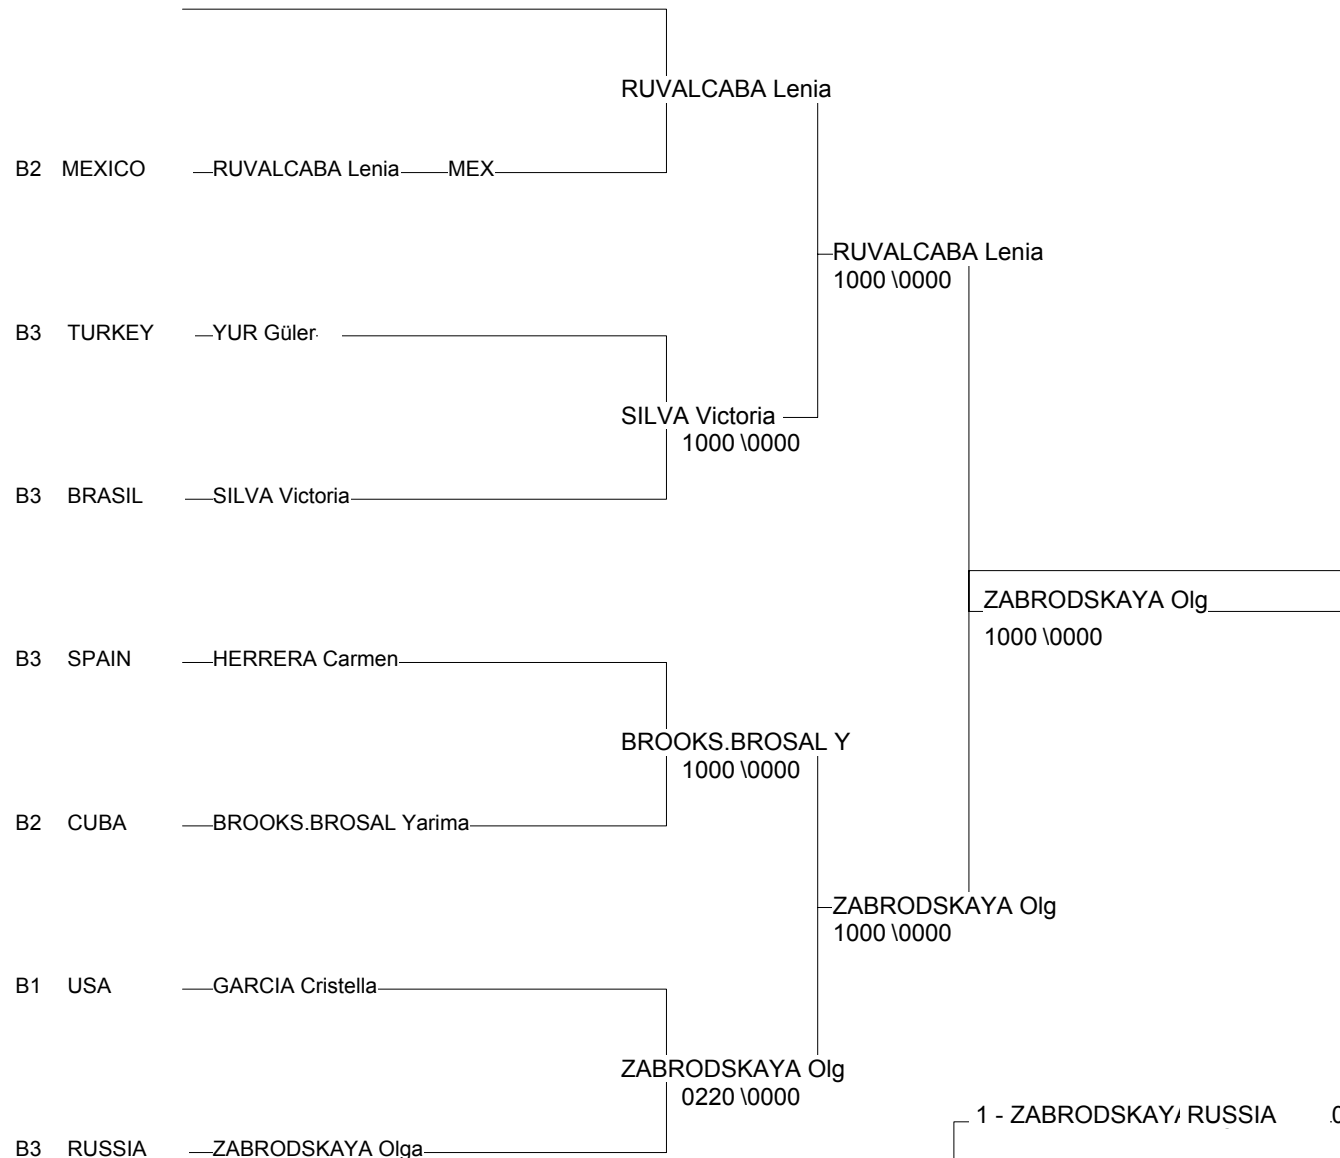 RUVALCABA Lenia
B2 MEXICO RUVALCABA Lenia MEX
RUVALCABA Lenia
1000 \0000
B3 TURKEY YUR Güler
SILVA Victoria
1000 \0000
B3 BRASIL SILVA Victoria
ZABRODSKAYA Olg
1000 \0000
B3 SPAIN HERRERA Carmen
BROOKS.BROSAL Y
1000 \0000
B2 CUBA BROOKS.BROSAL Yarima
ZABRODSKAYA Olg
1000 \0000
B1 USA GARCIA Cristella
ZABRODSKAYA Olg
0220 \0000
1 - ZABRODSKAY RUSSIA
B3 RUSSIA ZABRODSKAYA Olga